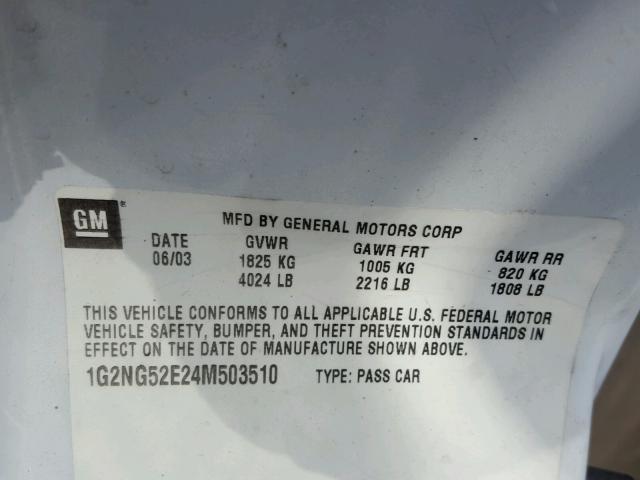 GM
MFD BY GENERAL MOTORS CORP
DATE GVWR GAWR FRT GAWR RR
06/03 1825 KG 1005 KG 820 KG
4024 LB 2216 LB 1808 LB
THIS VEHICLE CONFORMS TO ALL APPLICABLE U.S. FEDERAL MOTOR
VEHICLE SAFETY, BUMPER, AND THEFT PREVENTION STANDARDS IN
EFFECT ON THE DATE OF MANUFACTURE SHOWN ABOVE.
1G2NG52E24M503510 TYPE: PASS CAR